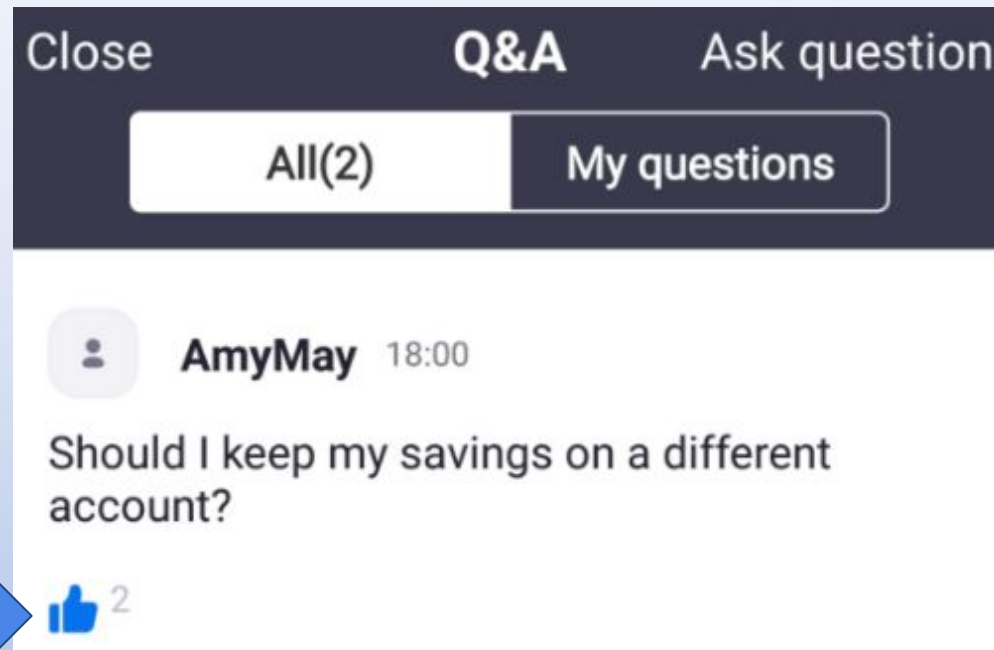 Close Q&A Ask question
All(2) My questions
AmyMay 18:00
Should I keep my savings on a different
account?
2